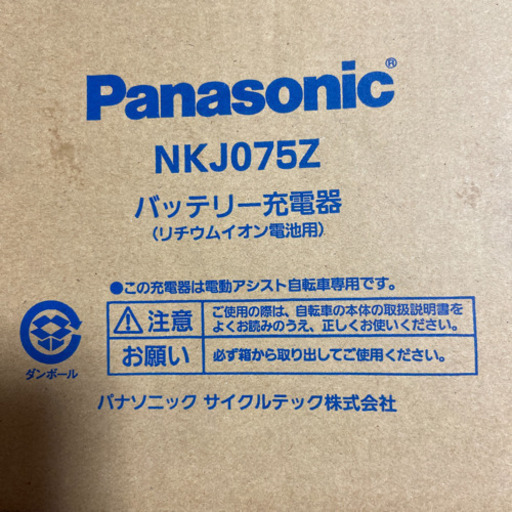 Panasonic®
NKJ075Z
バッテリー充電器
(リチウムイオン電池用)
●この充電器は電動アシスト自転車専用です。
注意
ご使用の際は、自転車の本体の取扱説明書を
よくお読みのうえ、正しくお使いください。
お願い
必ず箱から取り出してご使用ください。
ダンボール
パナソニック サイクルテック株式会社